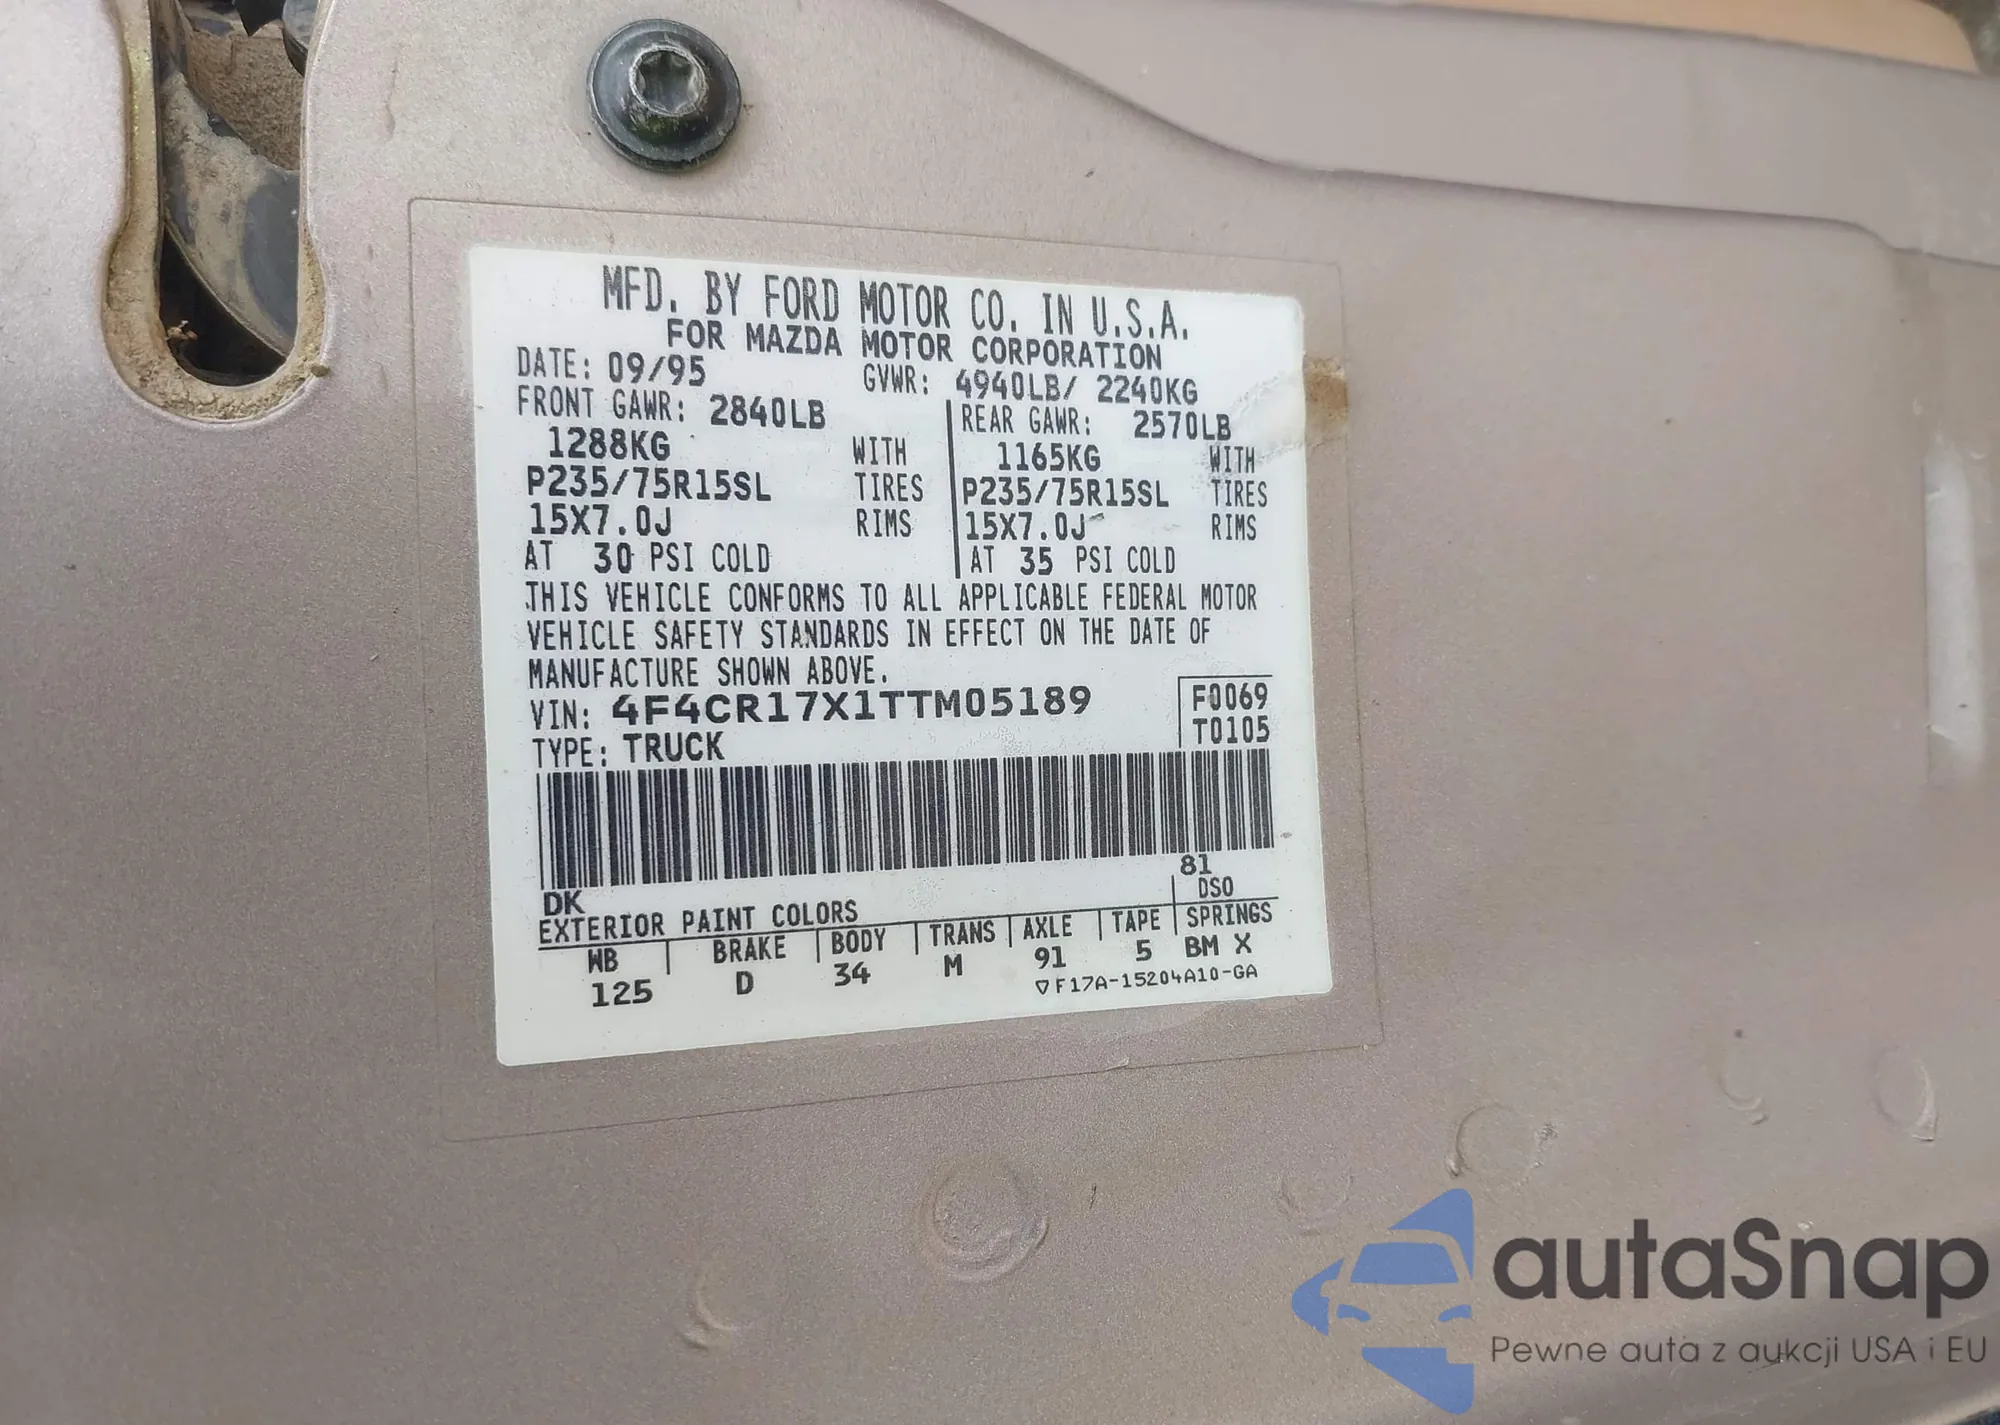 MFD. BY FORD MOTOR CO. IN U.S.A.
FOR MAZDA MOTOR CORPORATION
DATE: 09/95 GVWR: 4940LB/ 2240KG
FRONT GAWR: 2840LB REAR GAWR: 2570LB
1288KG WITH 1165KG WITH
P235/75R15SL TIRES P235/75R15SL TIRES
15X7.0J RIMS 15X7.0J RIMS
AT 30 PSI COLD AT 35 PSI COLD
THIS VEHICLE CONFORMS TO ALL APPLICABLE FEDERAL MOTOR
VEHICLE SAFETY STANDARDS IN EFFECT ON THE DATE OF
MANUFACTURE SHOWN ABOVE.
VIN: 4F4CR17X1TTM05189 F0069
TYPE: TRUCK T0105
81
DK DSO
EXTERIOR PAINT COLORS
WB BRAKE BODY TRANS AXLE TAPE SPRINGS
125 D 34 M 91 5 BM X
F17A-15204A10-GA
autaSnap
Pewne auta z aukcji USA i EU